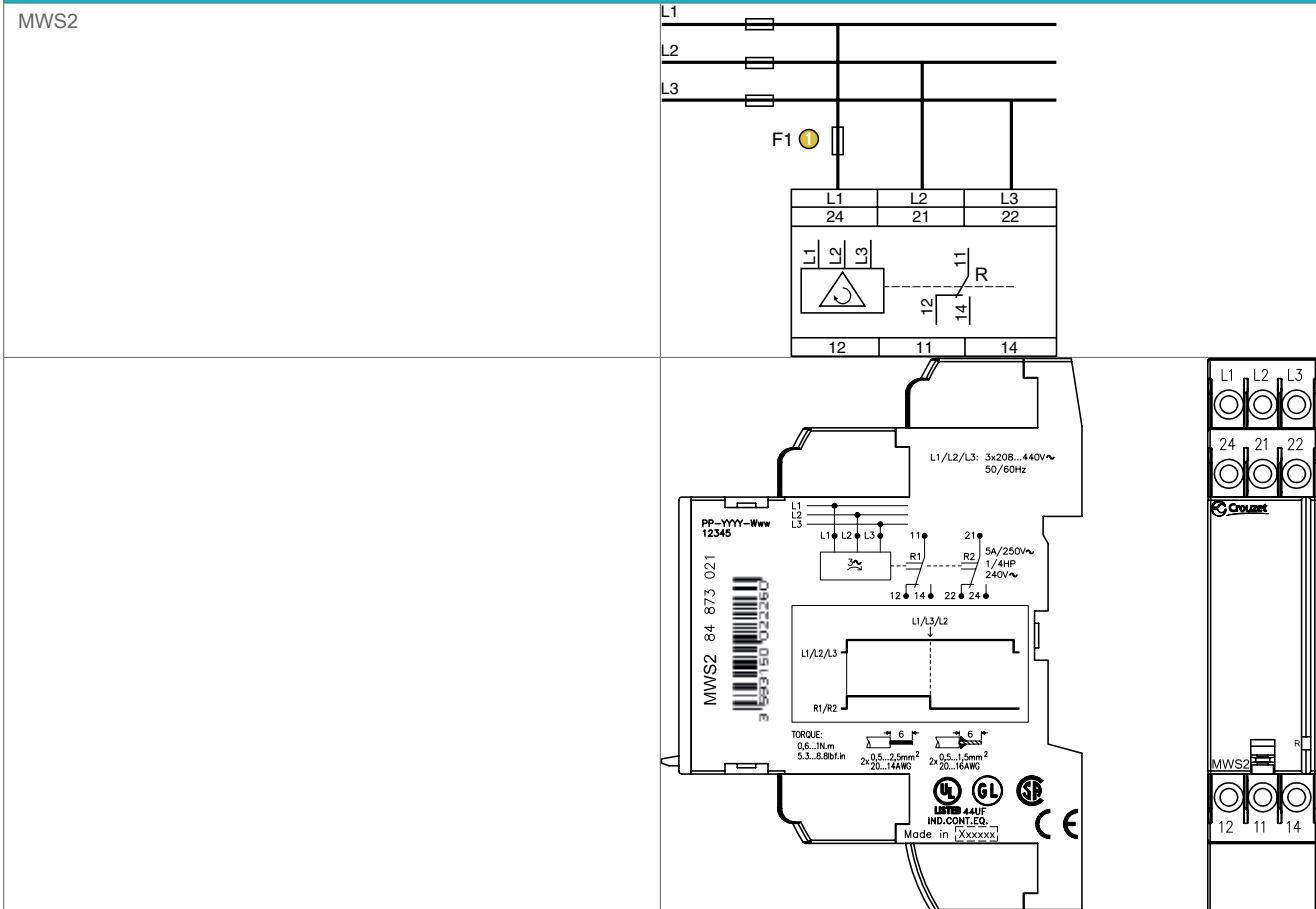 MWS2
L1
L2
L3
F1 1
L1 L2 L3
24 21 22
L1 L2 L3
11
R
12
14
12 11 14
L1/L2/L3: 3x208...440V~
50/60Hz
PP-YYYY-Www
12345
MWS2 84 873 021
L1
L2
L3
L1 L2 L3 11 21
3~
R1 R2
5A/250V~
1/4HP
240V~
12 14 22 24
L1/L3/L2
L1/L2/L3
R1/R2
TORQUE:
0,6...1N.m
5.3...8.8lbf.in
6
2x 0,5...2,5mm²
20...14AWG
6
2x 0,5...1,5mm²
20...16AWG
UL GL SA
LISTED 44UF
IND.CONT.EQ.
CE
Made in Xxxxxx
L1 L2 L3
24 21 22
Crouzet
R
MWS2
12 11 14